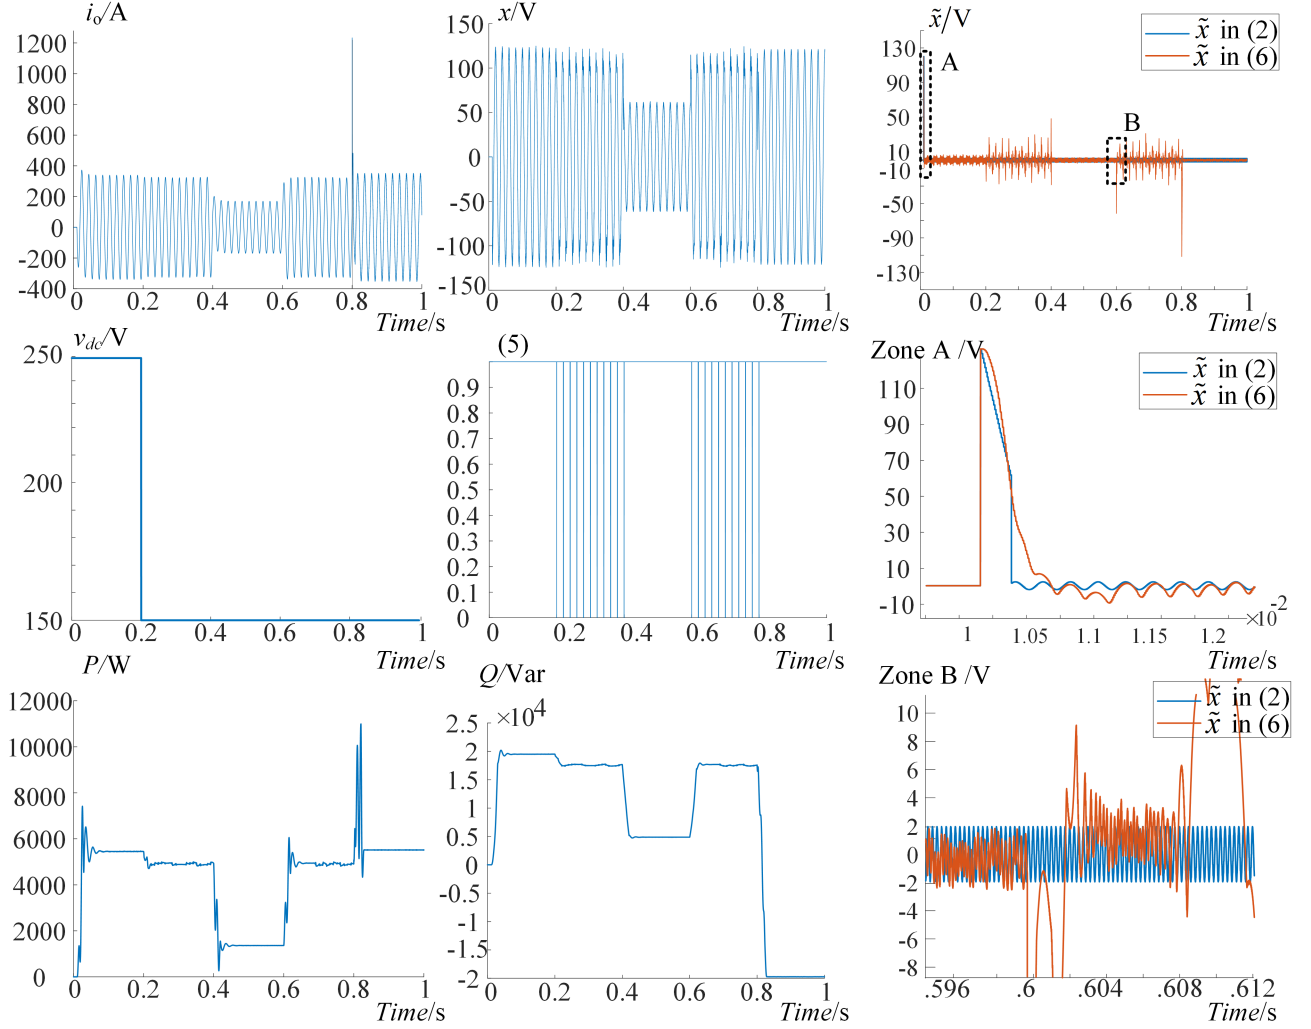 i₀/A
1200
1000
800
600
400
200
0
-200
-400
0 0.2 0.4 0.6 0.8 1
Time/s
x/V
150
100
50
0
-50
-100
-150
0 0.2 0.4 0.6 0.8 1
Time/s
x̃/V
x̃ in (2)
x̃ in (6)
A
B
130
90
50
10
-10
-50
-90
-130
0 0.2 0.4 0.6 0.8 1
Time/s
v_dc/V
250
200
150
0 0.2 0.4 0.6 0.8 1
Time/s
(5)
0.9
0.8
0.7
0.6
0.5
0.4
0.3
0.2
0.1
0
0.2 0.4 0.6 0.8 1
Time/s
Zone A /V
x̃ in (2)
x̃ in (6)
110
90
70
50
30
10
-10
1 1.05 1.1 1.15 1.2
×10⁻²
Time/s
P/W
12000
10000
8000
6000
4000
2000
0
0 0.2 0.4 0.6 0.8 1
Time/s
Q/Var
×10⁴
2.5
2
1.5
1
0.5
0
-0.5
-1
-1.5
-2
0 0.2 0.4 0.6 0.8 1
Time/s
Zone B /V
x̃ in (2)
x̃ in (6)
10
8
6
4
2
0
-2
-4
-6
-8
.596 .6 .604 .608 .612
Time/s